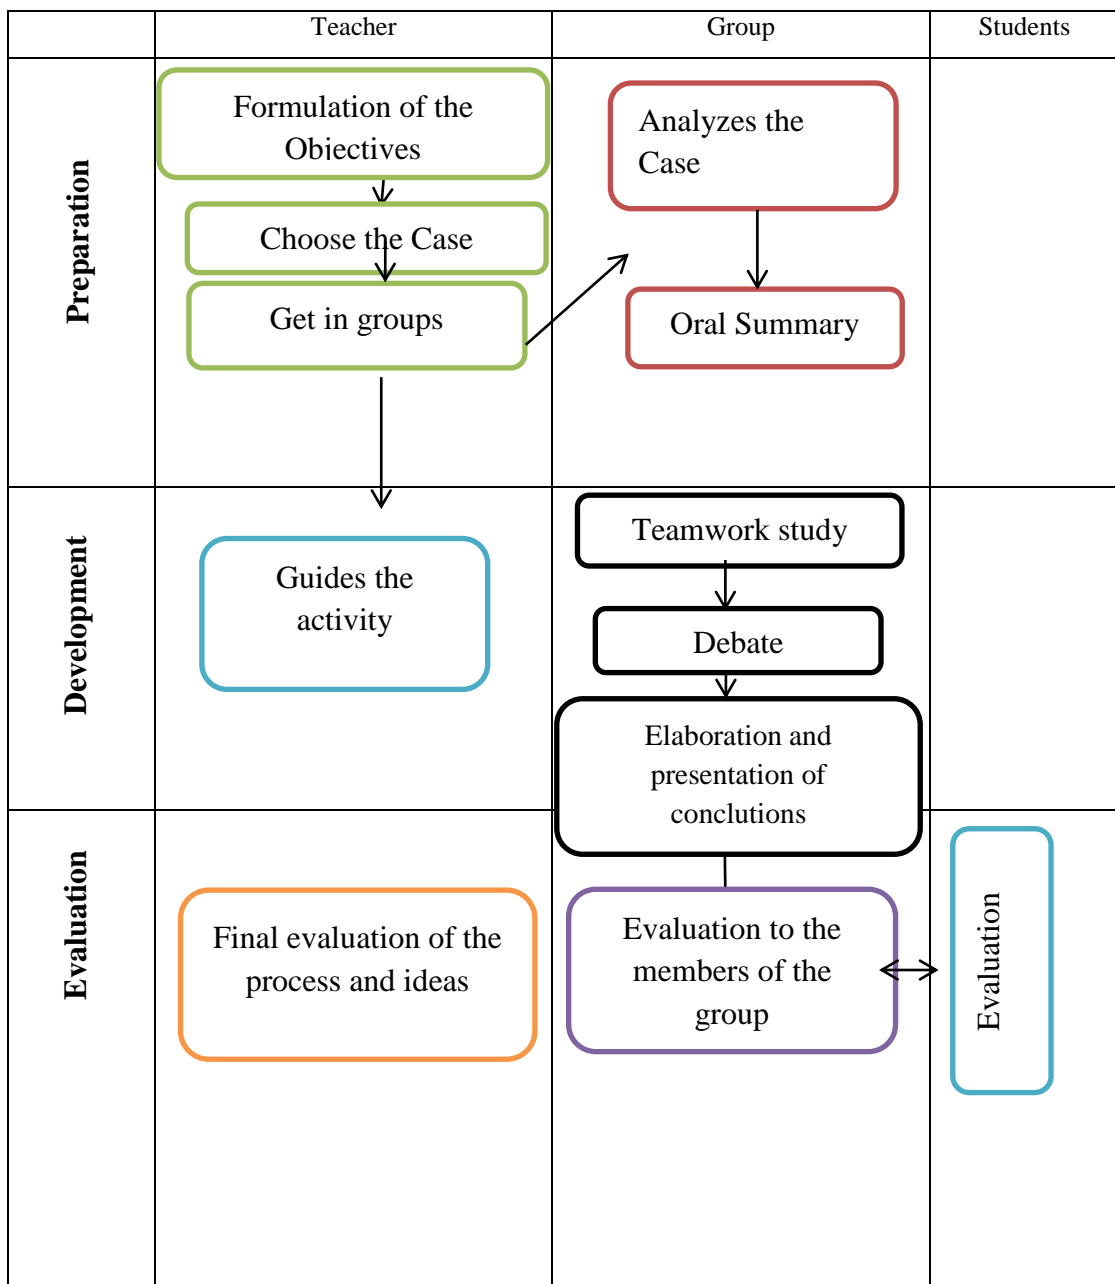 Teacher
Group
Students
Preparation
Formulation of the
Objectives
Choose the Case
Get in groups
Analyzes the
Case
Oral Summary
Development
Guides the
activity
Teamwork study
Debate
Elaboration and
presentation of
conclutions
Evaluation
Final evaluation of the
process and ideas
Evaluation to the
members of the
group
Evaluation